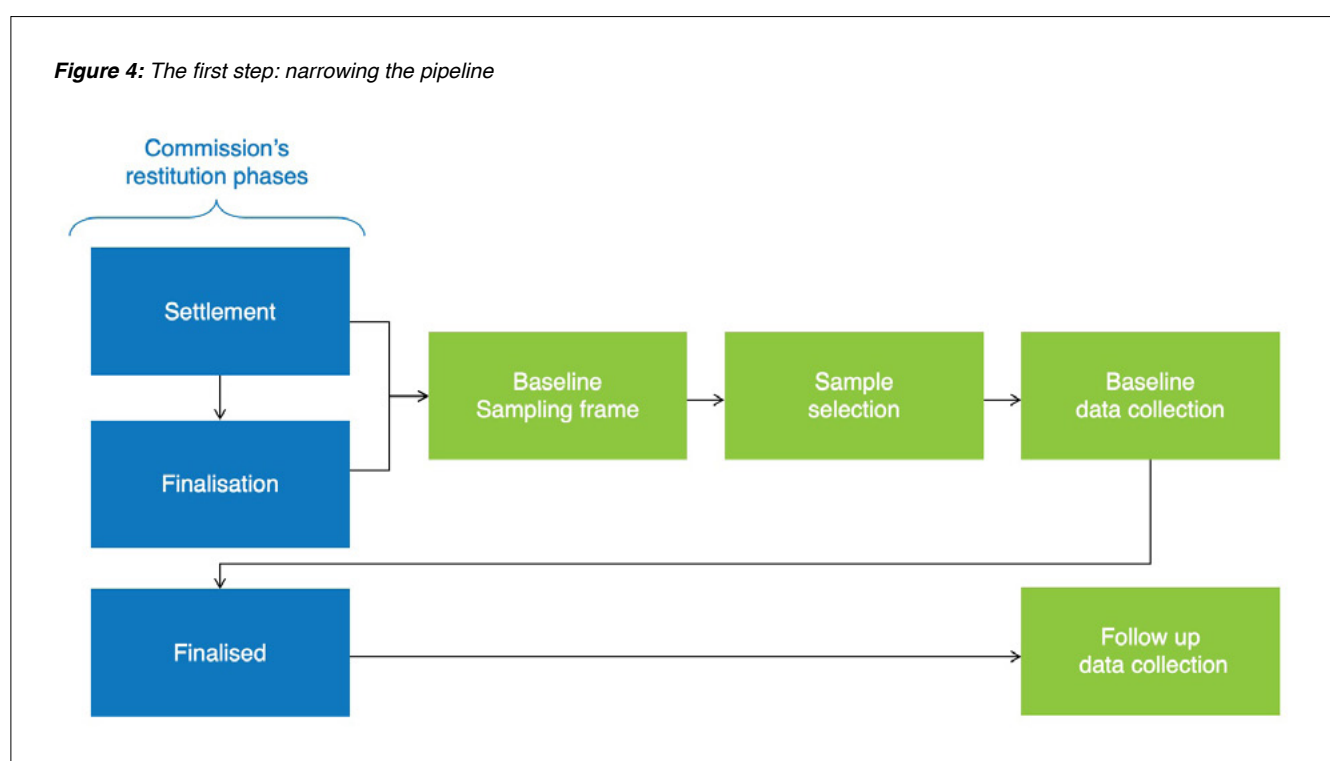 Figure 4: The first step: narrowing the pipeline
Commission's
restitution phases
Settlement
Finalisation
Baseline
Sampling frame
Sample
selection
Baseline
data collection
Finalised
Follow up
data collection